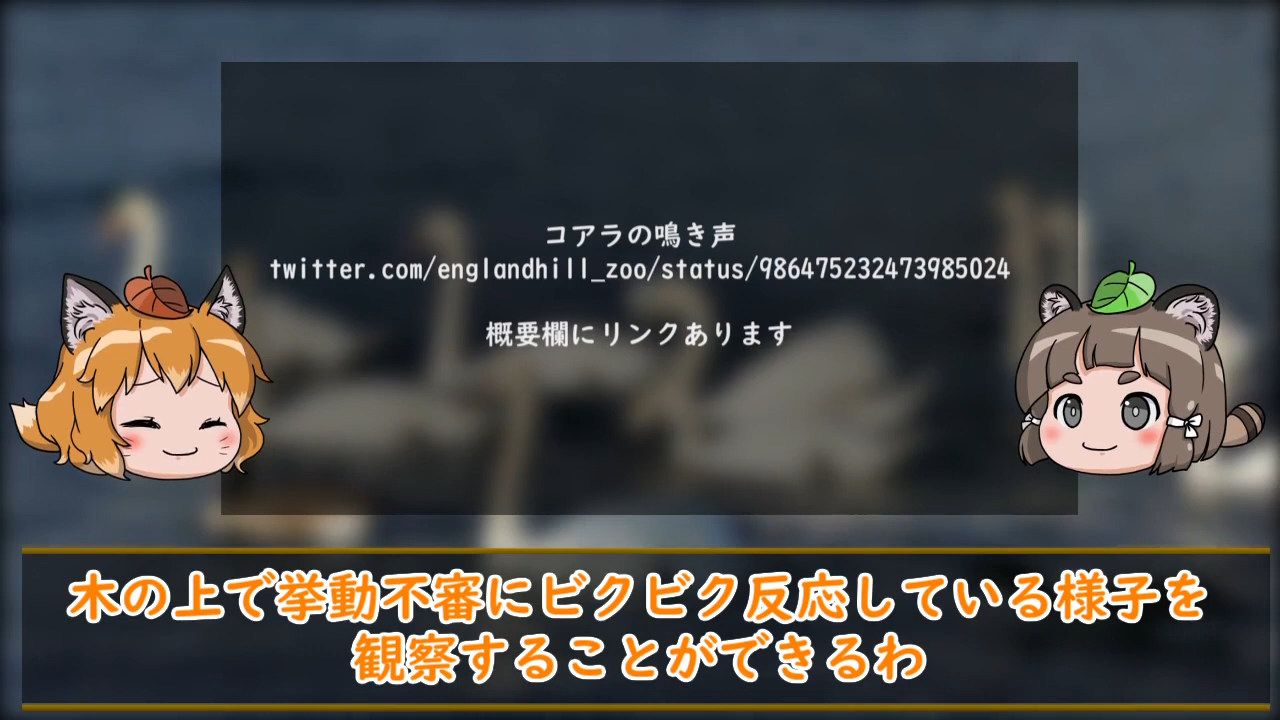 コアラの鳴き声
twitter.com/englandhill_zoo/status/986475232473985024
概要欄にリンクあります
木の上で挙動不審にビクビク反応している様子を
観察することができるわ